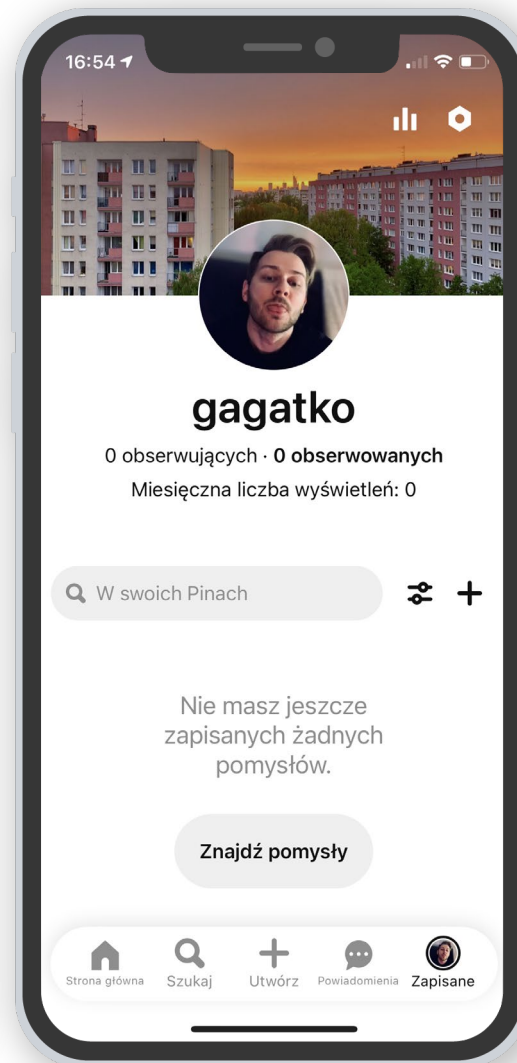 16:54
gagatko
0 obserwujących · 0 obserwowanych
Miesięczna liczba wyświetleń: 0
W swoich Pinach
Nie masz jeszcze
zapisanych żadnych
pomysłów.
Znajdź pomysły
Strona główna Szukaj Utwórz Powiadomienia Zapisane